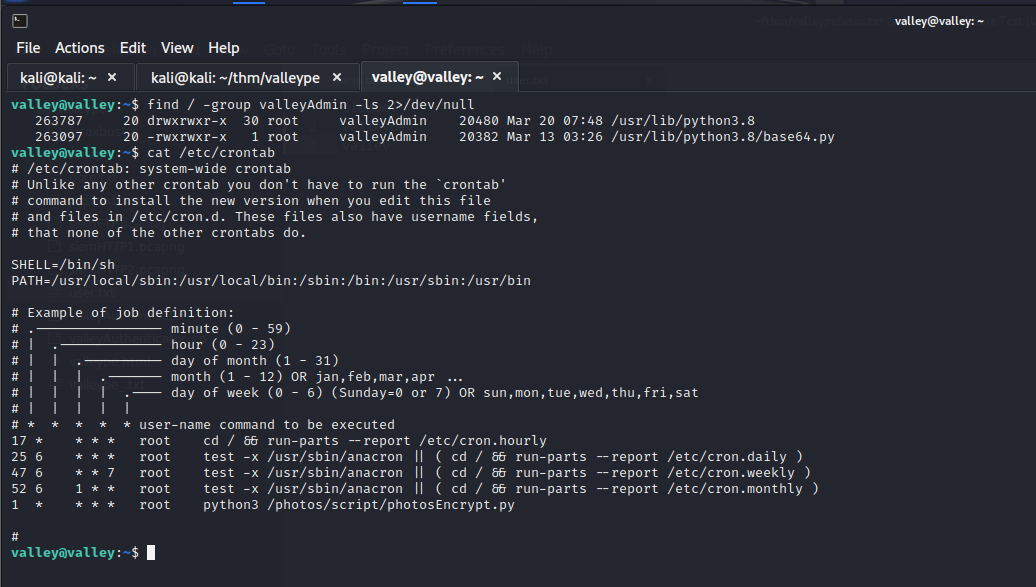 valley@valley: ~
File Actions Edit View Help
kali@kali: ~ × kali@kali: ~/thm/valleype × valley@valley: ~ ×
valley@valley:~$ find / -group valleyAdmin -ls 2>/dev/null
263787 20 drwxrwxr-x 30 root valleyAdmin 20480 Mar 20 07:48 /usr/lib/python3.8
263097 20 -rwxrwxr-x 1 root valleyAdmin 20382 Mar 13 03:26 /usr/lib/python3.8/base64.py
valley@valley:~$ cat /etc/crontab
# /etc/crontab: system-wide crontab
# Unlike any other crontab you don't have to run the `crontab'
# command to install the new version when you edit this file
# and files in /etc/cron.d. These files also have username fields,
# that none of the other crontabs do.
SHELL=/bin/sh
PATH=/usr/local/sbin:/usr/local/bin:/sbin:/bin:/usr/sbin:/usr/bin
# Example of job definition:
# .---------------- minute (0 - 59)
# | .------------- hour (0 - 23)
# | | .---------- day of month (1 - 31)
# | | | .------- month (1 - 12) OR jan,feb,mar,apr ...
# | | | | .---- day of week (0 - 6) (Sunday=0 or 7) OR sun,mon,tue,wed,thu,fri,sat
# | | | | |
# * * * * * user-name command to be executed
17 * * * * root cd / && run-parts --report /etc/cron.hourly
25 6 * * * root test -x /usr/sbin/anacron || ( cd / && run-parts --report /etc/cron.daily )
47 6 * * 7 root test -x /usr/sbin/anacron || ( cd / && run-parts --report /etc/cron.weekly )
52 6 1 * * root test -x /usr/sbin/anacron || ( cd / && run-parts --report /etc/cron.monthly )
1 * * * * root python3 /photos/script/photosEncrypt.py
#
valley@valley:~$